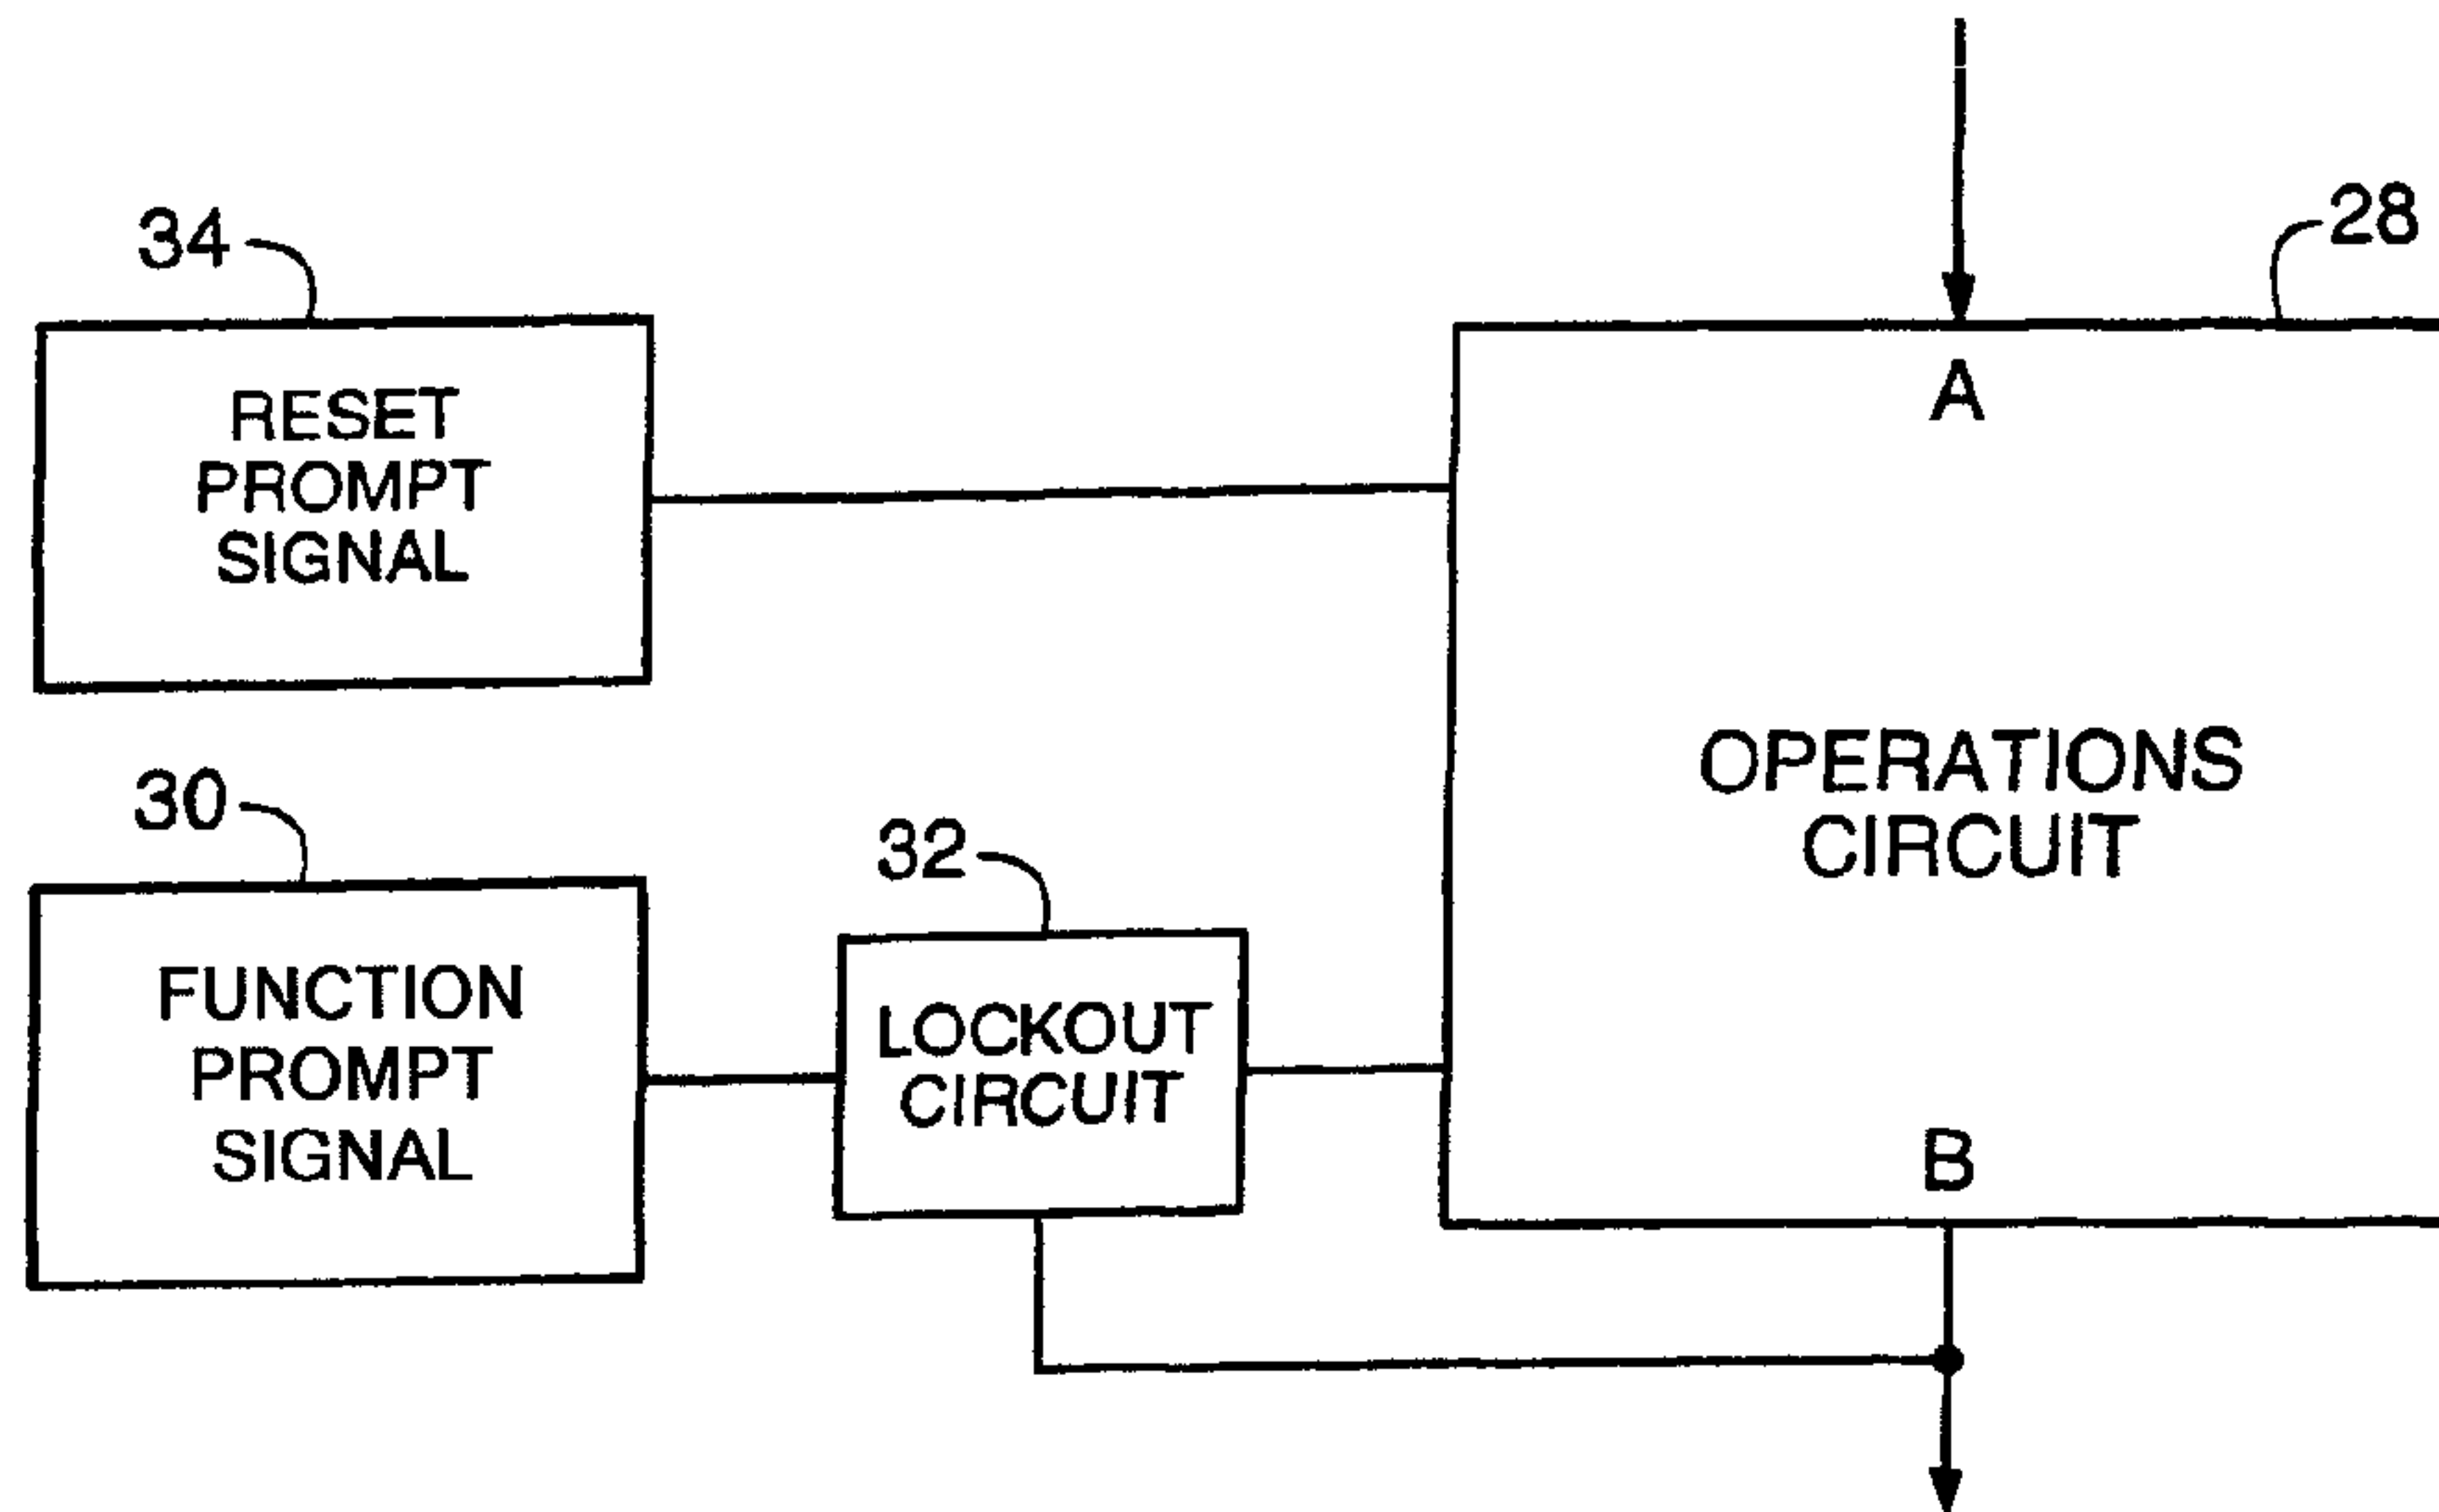 34
28
RESET
PROMPT
SIGNAL
A
OPERATIONS
CIRCUIT
30
FUNCTION
PROMPT
SIGNAL
32
LOCKOUT
CIRCUIT
B